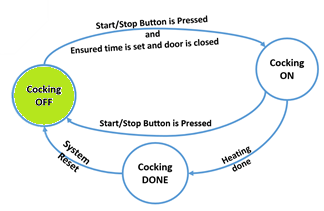 Start/Stop Button is Pressed
and
Ensured time is set and door is closed
Cocking
ON
Cocking
OFF
Start/Stop Button is Pressed
System
Reset
Cocking
DONE
Heating
done